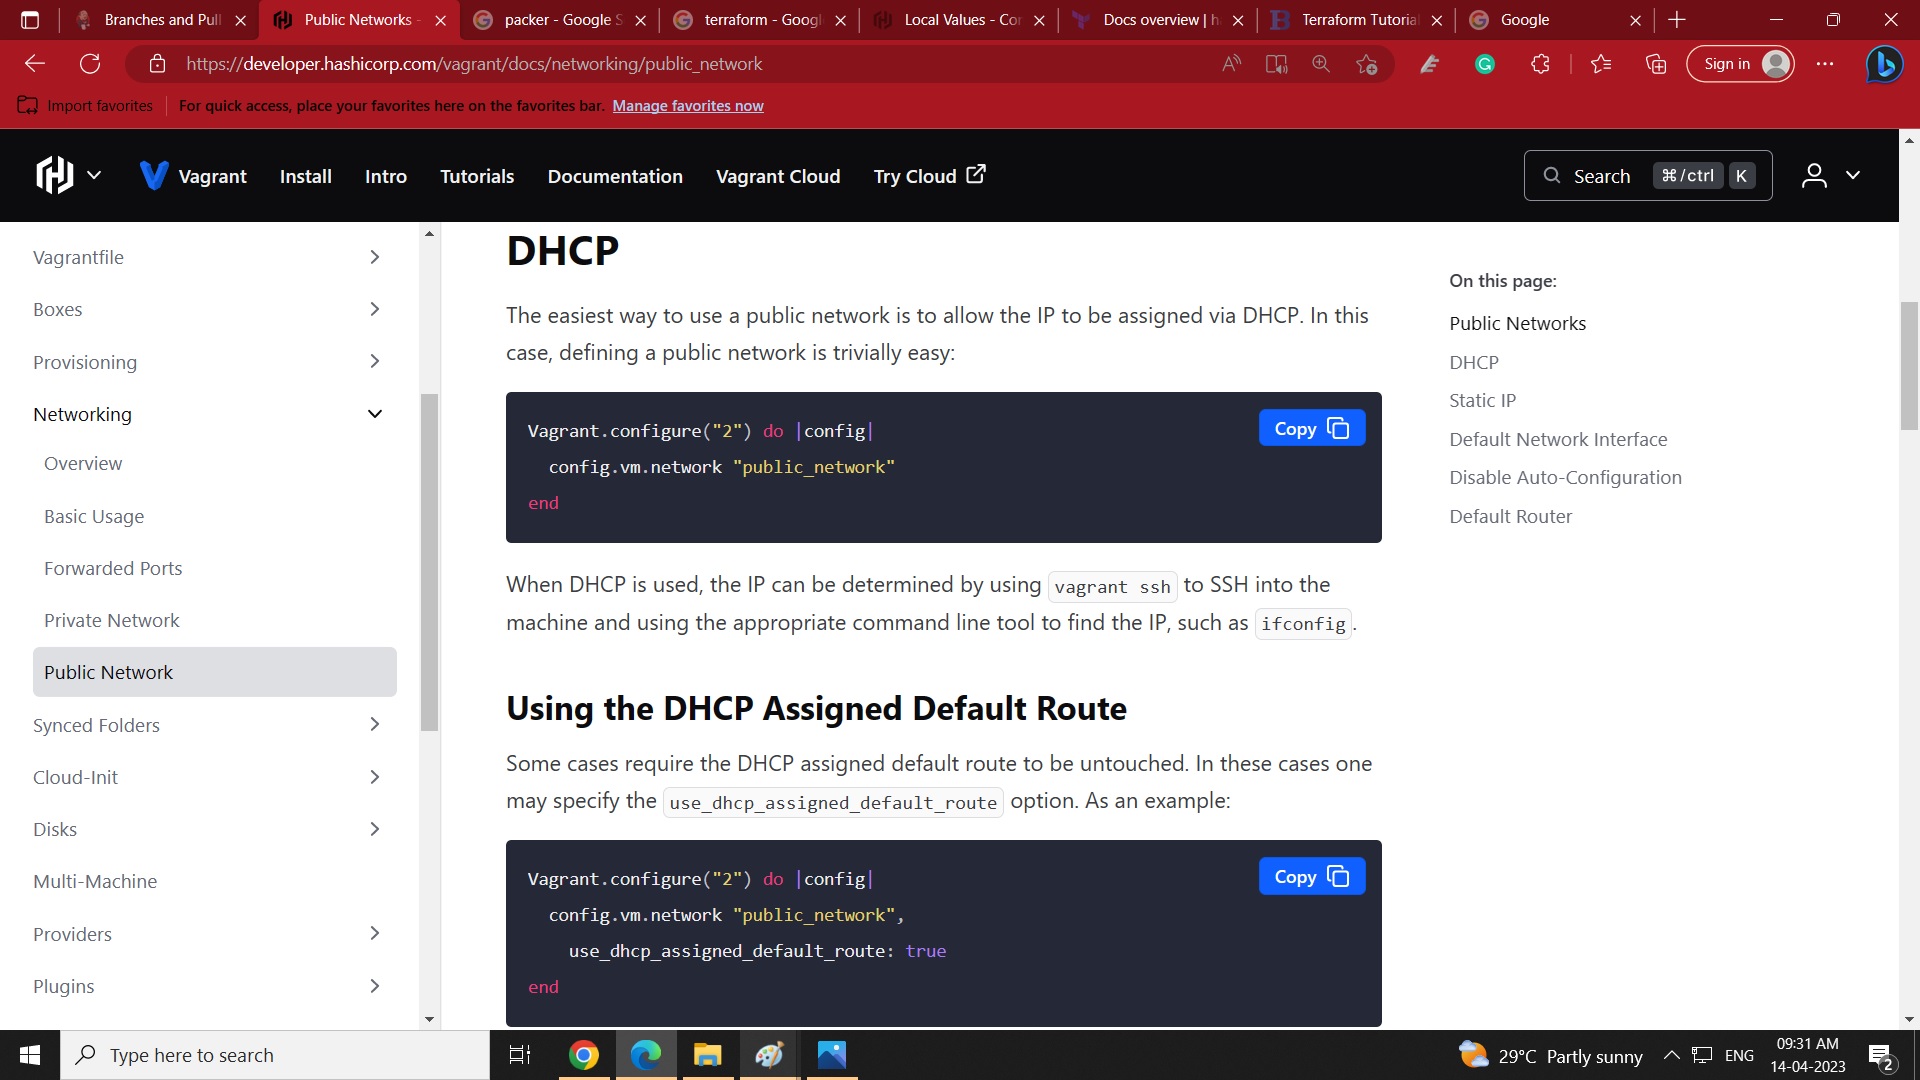 Branches and Pull
Public Networks -
packer - Google S
terraform - Googl
Local Values - Con
Docs overview | h
Terraform Tutorial
Google
https://developer.hashicorp.com/vagrant/docs/networking/public_network
Sign in
Import favorites
For quick access, place your favorites here on the favorites bar. Manage favorites now
Vagrant
Install
Intro
Tutorials
Documentation
Vagrant Cloud
Try Cloud
Search
⌘/ctrl
K
Vagrantfile
Boxes
Provisioning
Networking
Overview
Basic Usage
Forwarded Ports
Private Network
Public Network
Synced Folders
Cloud-Init
Disks
Multi-Machine
Providers
Plugins
DHCP
The easiest way to use a public network is to allow the IP to be assigned via DHCP. In this
case, defining a public network is trivially easy:
Copy
Vagrant.configure("2") do |config|
config.vm.network "public_network"
end
When DHCP is used, the IP can be determined by using vagrant ssh to SSH into the
machine and using the appropriate command line tool to find the IP, such as ifconfig.
Using the DHCP Assigned Default Route
Some cases require the DHCP assigned default route to be untouched. In these cases one
may specify the use_dhcp_assigned_default_route option. As an example:
Copy
Vagrant.configure("2") do |config|
config.vm.network "public_network",
use_dhcp_assigned_default_route: true
end
On this page:
Public Networks
DHCP
Static IP
Default Network Interface
Disable Auto-Configuration
Default Router
Type here to search
29°C Partly sunny
ENG
09:31 AM
14-04-2023
2